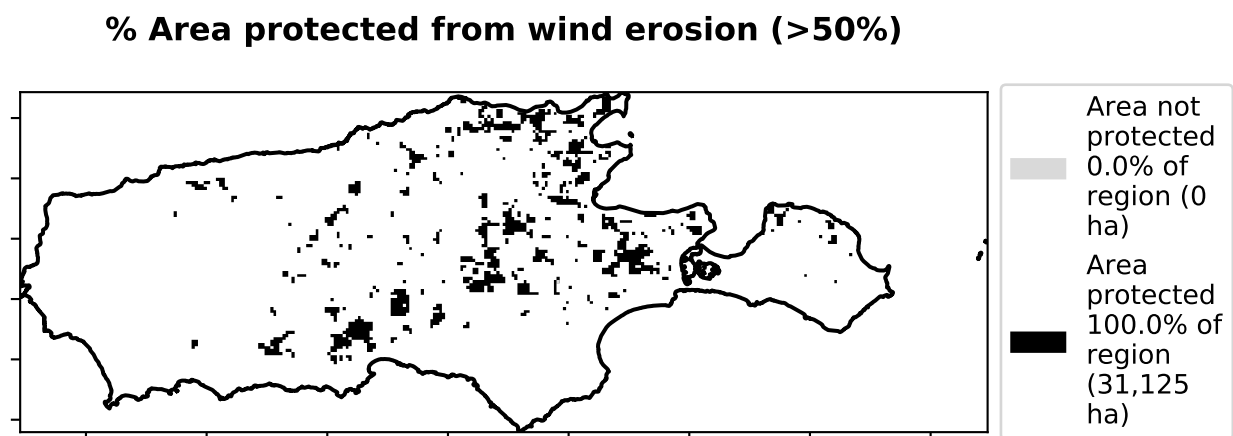 % Area protected from wind erosion (>50%)
Area not
protected
0.0% of
region (0
ha)
Area
protected
100.0% of
region
(31,125
ha)